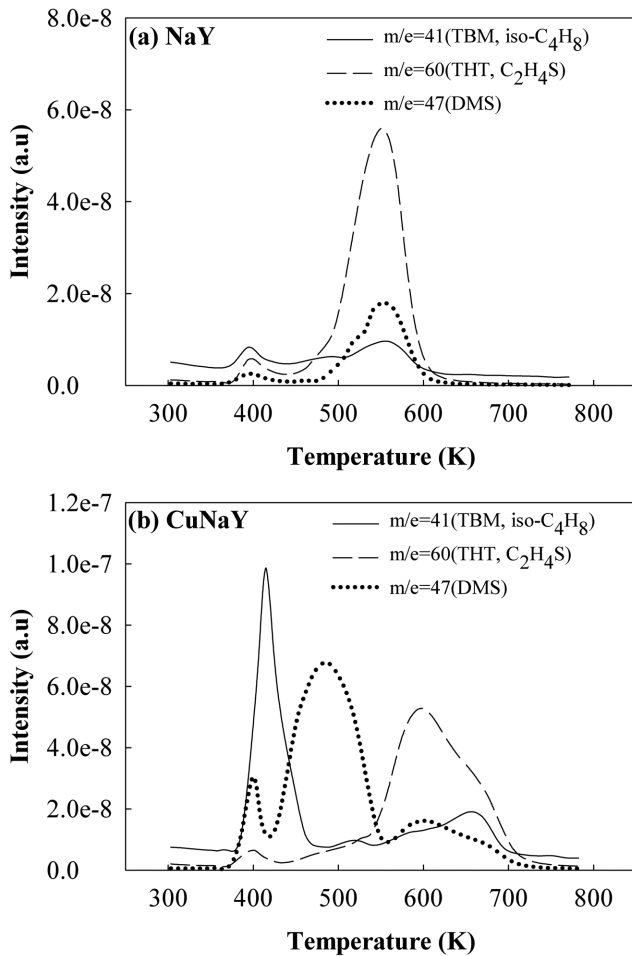 (a) NaY
m/e=41(TBM, iso-C4H8)
m/e=60(THT, C2H4S)
m/e=47(DMS)
Intensity (a.u)
8.0e-8
6.0e-8
4.0e-8
2.0e-8
0.0
300 400 500 600 700 800
Temperature (K)
(b) CuNaY
m/e=41(TBM, iso-C4H8)
m/e=60(THT, C2H4S)
m/e=47(DMS)
Intensity (a.u)
1.2e-7
1.0e-7
8.0e-8
6.0e-8
4.0e-8
2.0e-8
0.0
300 400 500 600 700 800
Temperature (K)